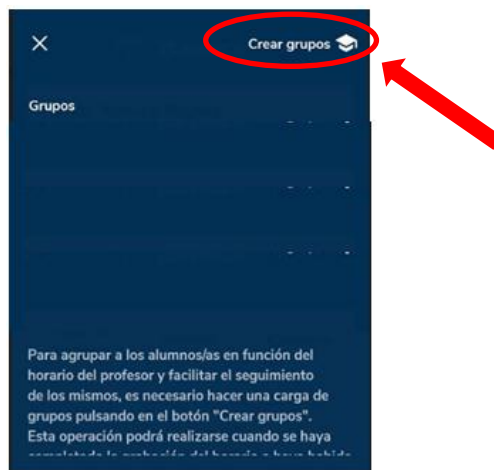 Crear grupos
Grupos
Para agrupar a los alumnos/as en función del
horario del profesor y facilitar el seguimiento
de los mismos, es necesario hacer una carga de
grupos pulsando en el botón "Crear grupos".
Esta operación podrá realizarse cuando se haya